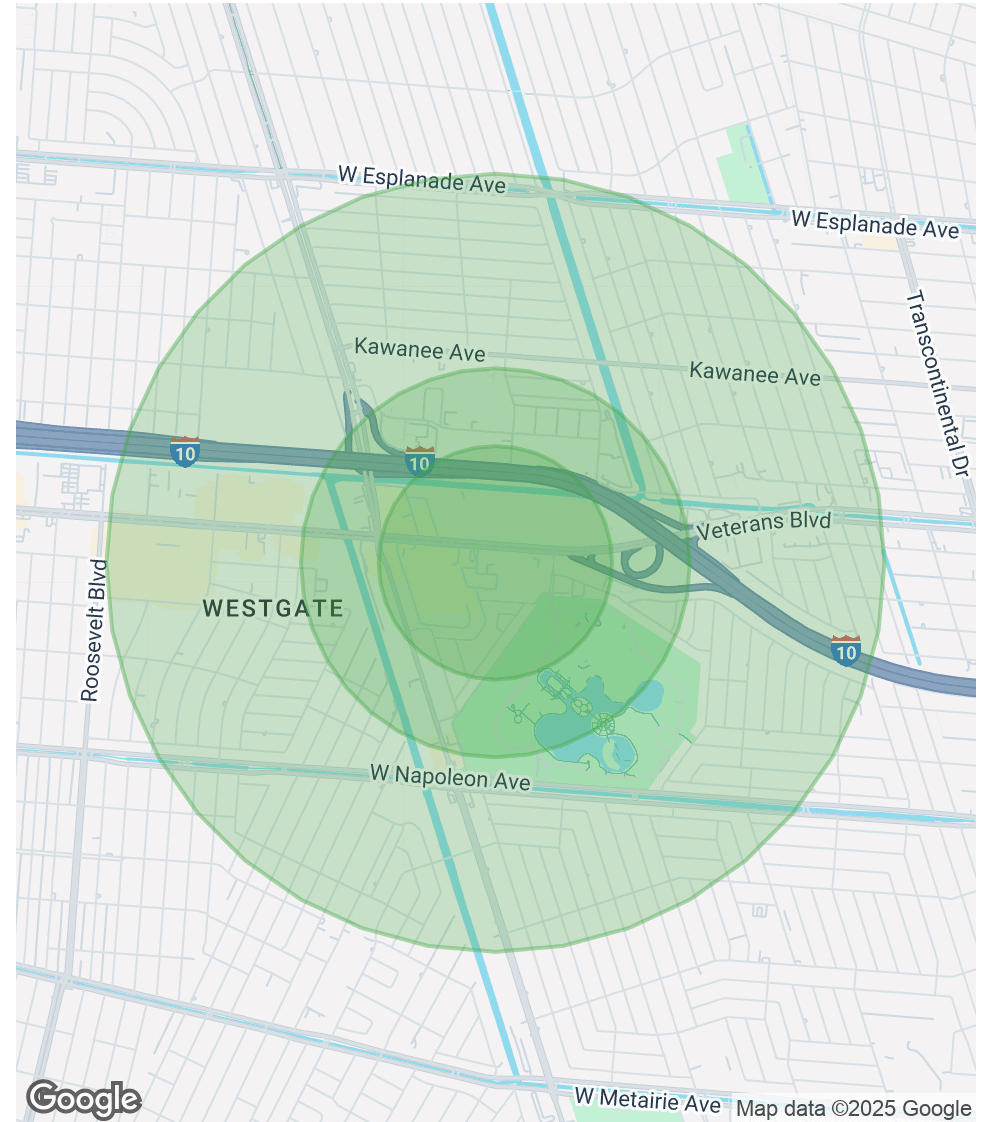 W Esplanade Ave
W Esplanade Ave
Transcontinental Dr
Kawanee Ave
Kawanee Ave
10
10
Veterans Blvd
Roosevelt Blvd
WESTGATE
10
W Napoleon Ave
W Metairie Ave
Google
Map data ©2025 Google